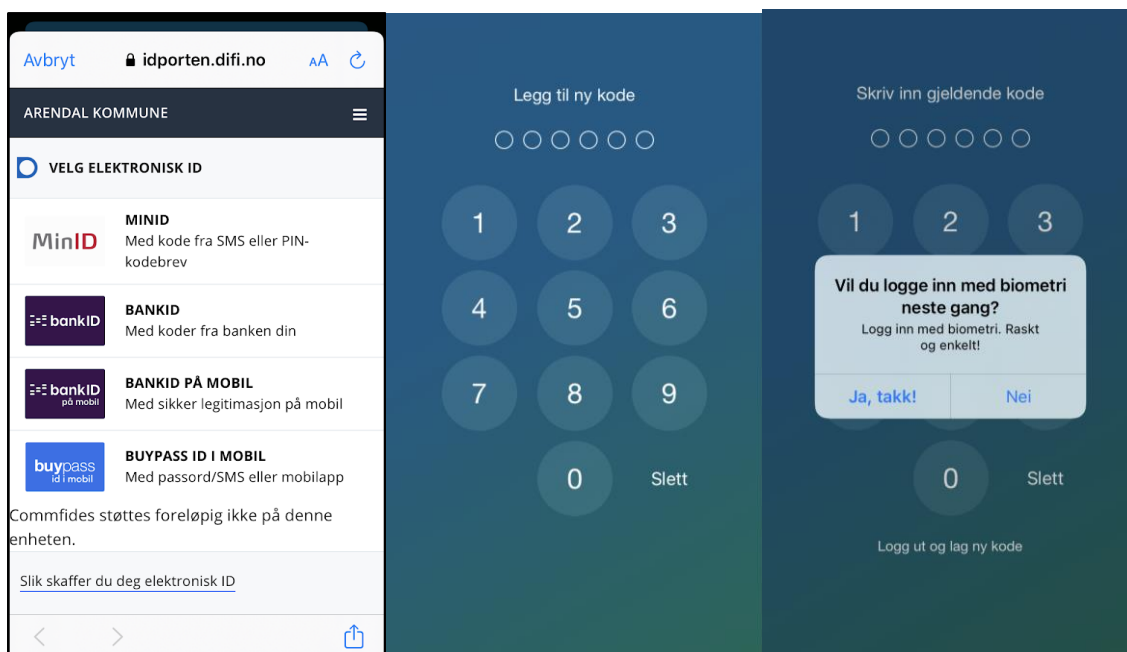 Avbryt
idporten.difi.no
AA
ARENDAL KOMMUNE
VELG ELEKTRONISK ID
MinID
MINID
Med kode fra SMS eller PIN-
kodebrev
bankID
BANKID
Med koder fra banken din
bankID
på mobil
BANKID PÅ MOBIL
Med sikker legitimasjon på mobil
buypass
id i mobil
BUYPASS ID I MOBIL
Med passord/SMS eller mobilapp
Commfides støttes foreløpig ikke på denne
enheten.
Slik skaffer du deg elektronisk ID
Legg til ny kode
1 2 3
4 5 6
7 8 9
0 Slett
Skriv inn gjeldende kode
1 2 3
Vil du logge inn med biometri
neste gang?
Logg inn med biometri. Raskt
og enkelt!
Ja, takk! Nei
0 Slett
Logg ut og lag ny kode